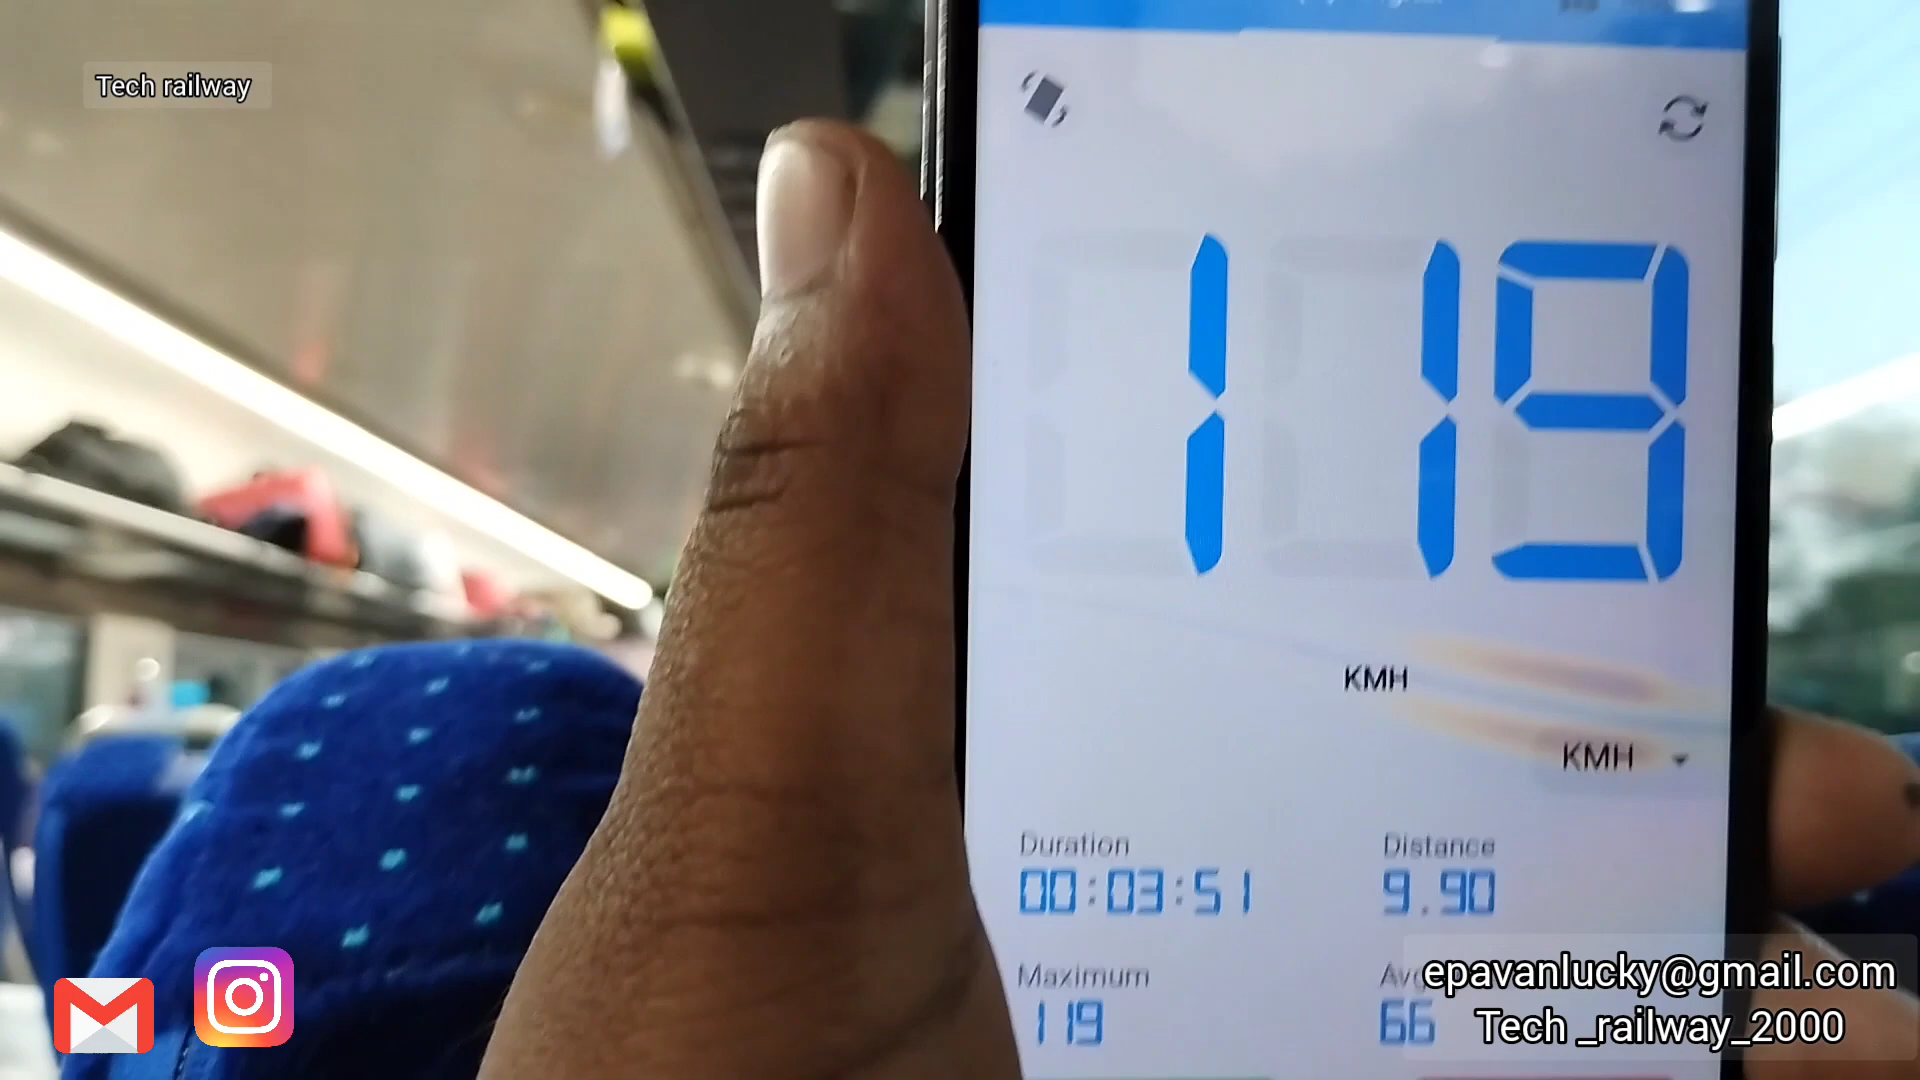 Tech railway
119
KMH
KMH
Duration
Distance
00:03:51
9.90
Maximum
119
66
epavanlucky@gmail.com
Tech _railway_2000